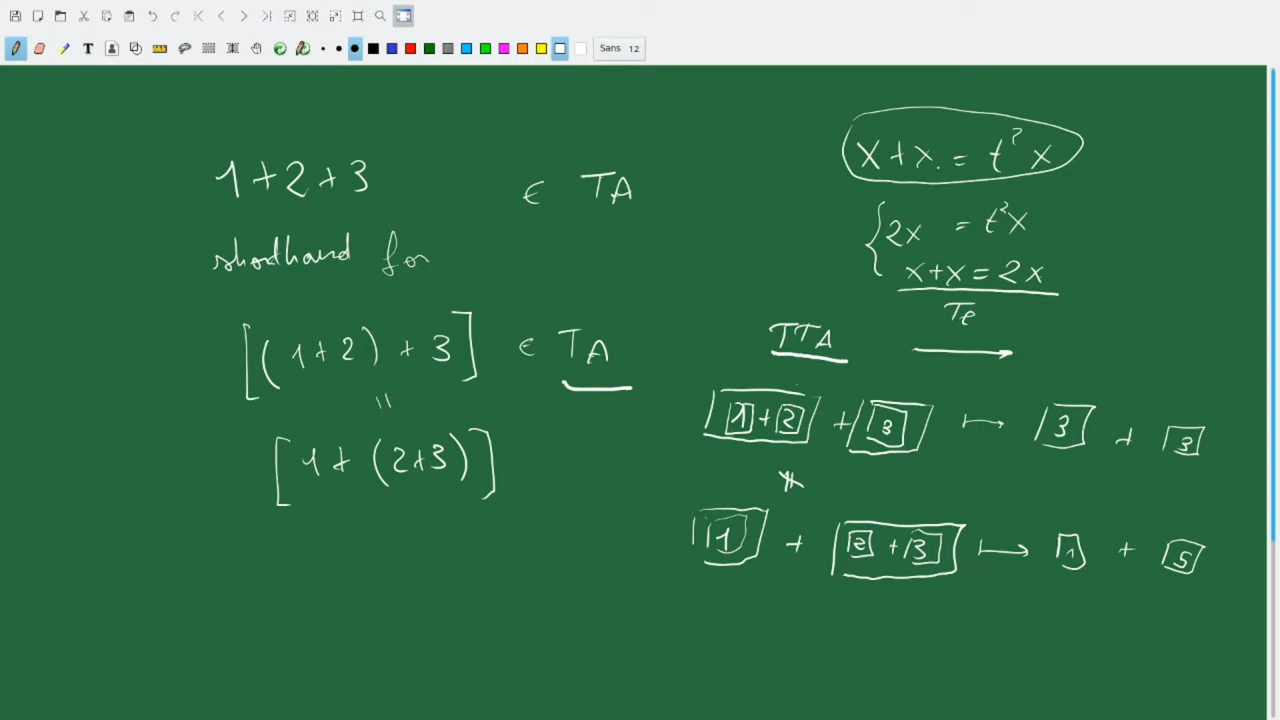 Sans 12
1+2+3 ∈ TA
shorthand for
[(1+2)+3] ∈ TA
=
[1+(2+3)]
x+x = t² x
{ 2x = t²x
x+x = 2x
Te
TTA ⟶
[[1]+[2]]+[[3]] ↦ [3] + [3]
≠
[[1]] + [[2]+[3]] ↦ [1] + [5]